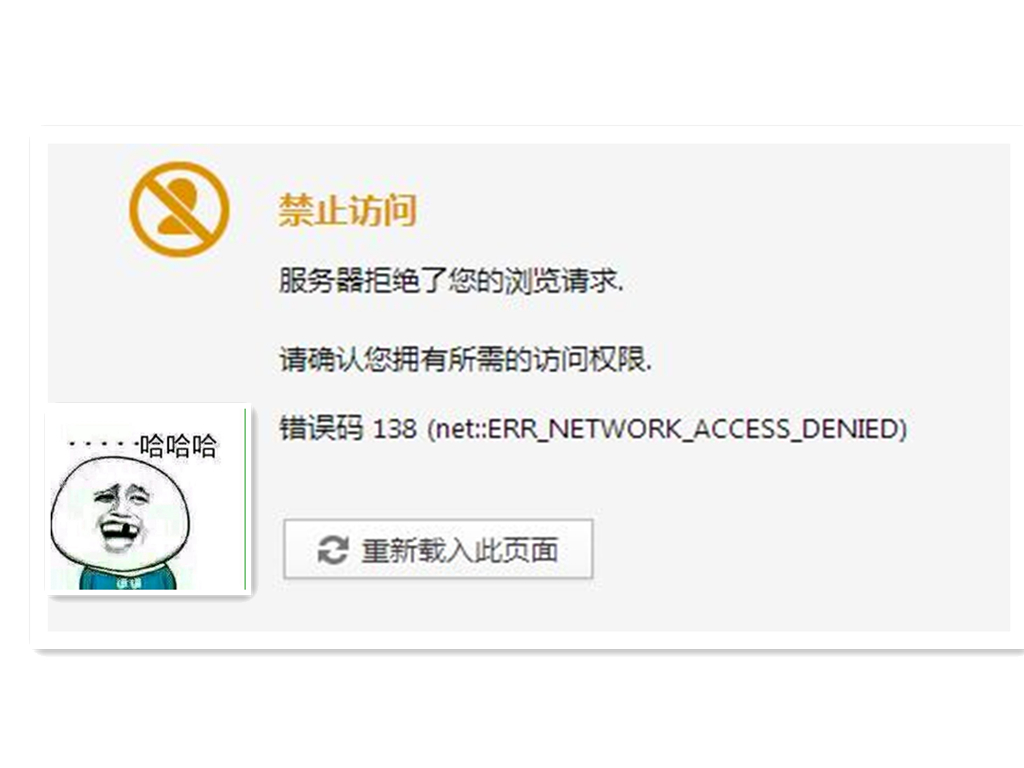 禁止访问
服务器拒绝了您的浏览请求.
请确认您拥有所需的访问权限.
错误码 138 (net::ERR_NETWORK_ACCESS_DENIED)
·····哈哈哈
重新载入此页面